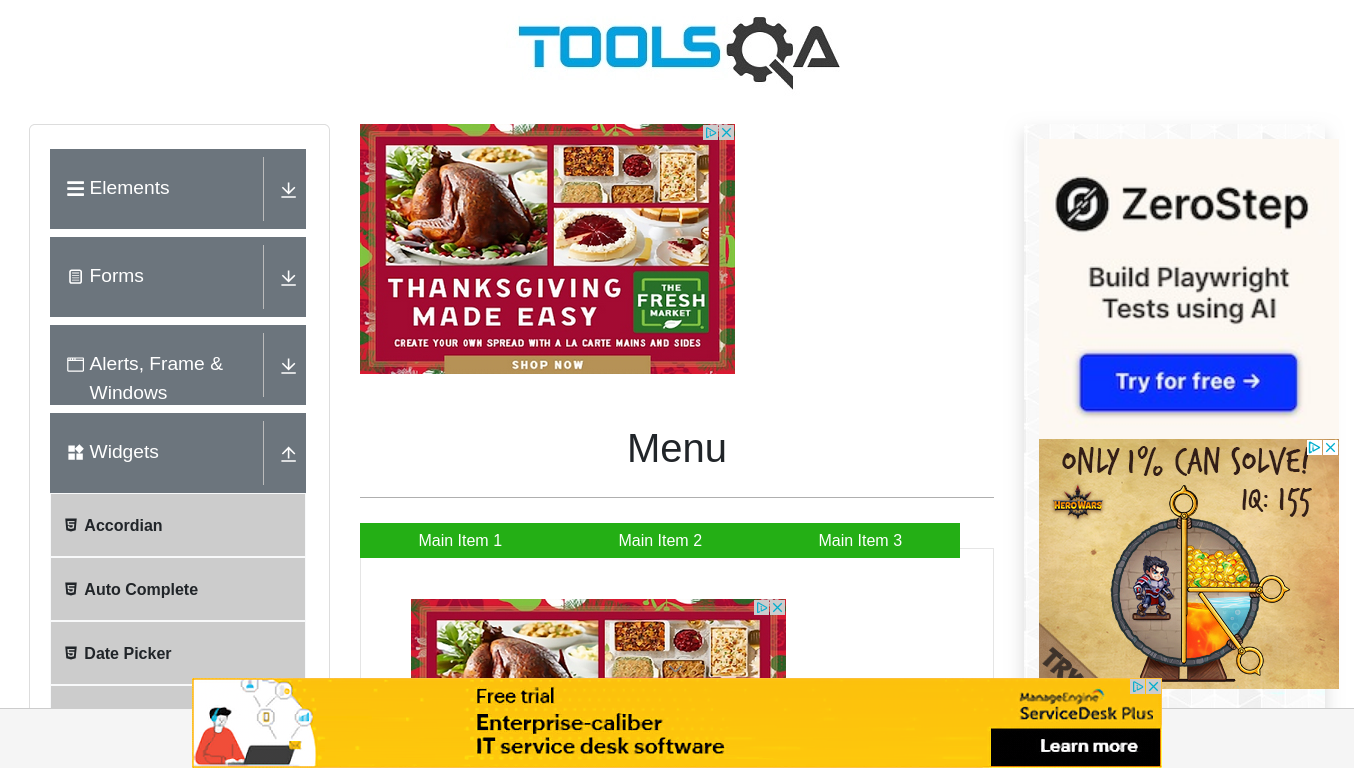 TOOLSQA
Elements
Forms
Alerts, Frame &
Windows
Widgets
Accordian
Auto Complete
Date Picker
THANKSGIVING
MADE EASY
THE
FRESH
MARKET
CREATE YOUR OWN SPREAD WITH A LA CARTE MAINS AND SIDES
SHOP NOW
Menu
Main Item 1
Main Item 2
Main Item 3
ZeroStep
Build Playwright
Tests using AI
Try for free →
ONLY 1% CAN SOLVE!
IQ: 155
HERO WARS
TRY
Free trial
Enterprise-caliber
IT service desk software
ManageEngine
ServiceDesk Plus
Learn more